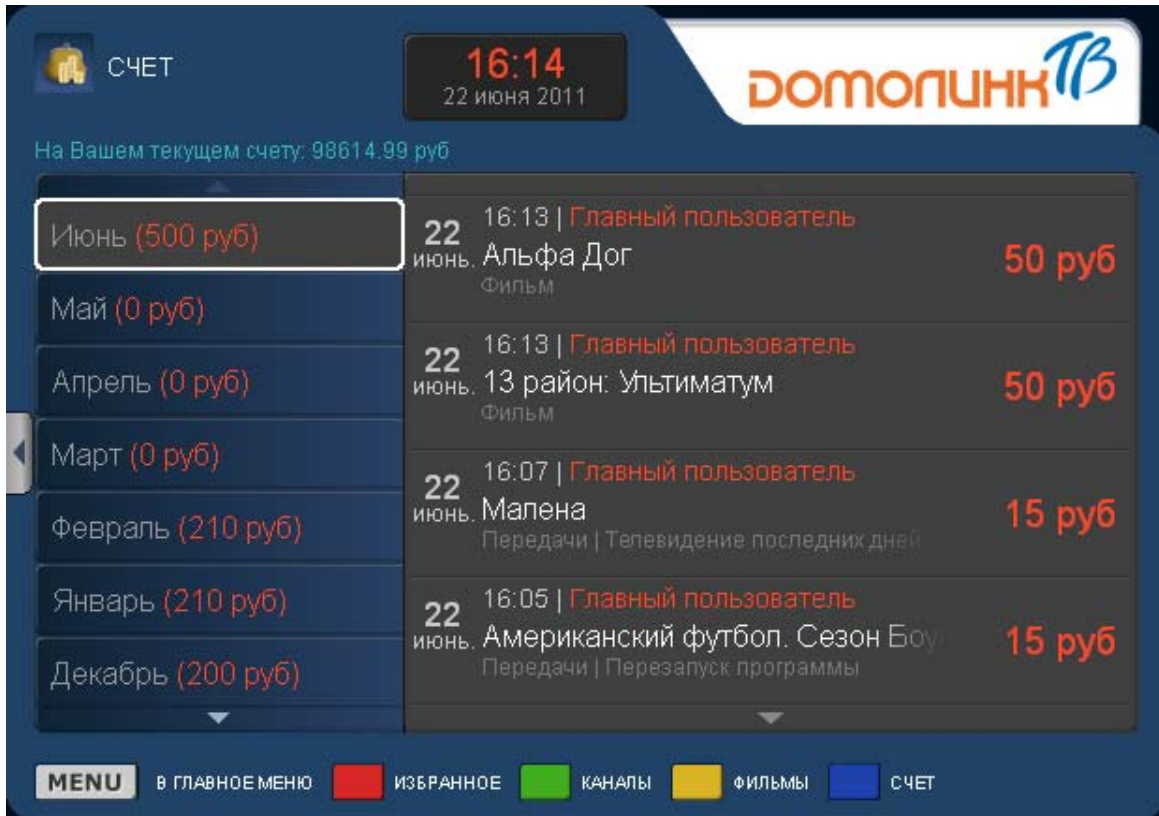 СЧЕТ
16:14
22 июня 2011
ДОМОЛИНК ТВ
На Вашем текущем счету: 98614.99 руб
Июнь (500 руб)
Май (0 руб)
Апрель (0 руб)
Март (0 руб)
Февраль (210 руб)
Январь (210 руб)
Декабрь (200 руб)
22 июнь.
16:13 | Главный пользователь
Альфа Дог
Фильм
50 руб
22 июнь.
16:13 | Главный пользователь
13 район: Ультиматум
Фильм
50 руб
22 июнь.
16:07 | Главный пользователь
Малена
Передачи | Телевидение последних дней
15 руб
22 июнь.
16:05 | Главный пользователь
Американский футбол. Сезон
Передачи | Перезапуск программы
15 руб
MENU В ГЛАВНОЕ МЕНЮ ИЗБРАННОЕ КАНАЛЫ ФИЛЬМЫ СЧЕТ